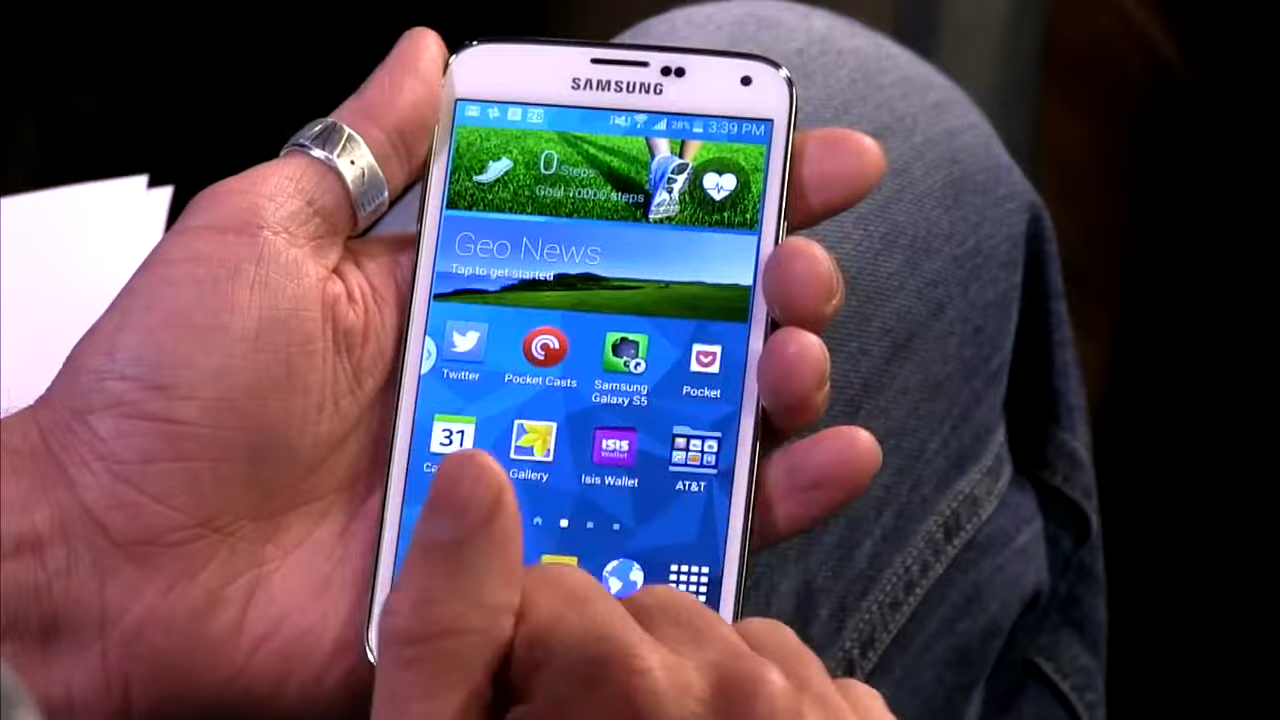 SAMSUNG
28
28% 3:39 PM
0 Steps
Goal 10000 steps
Geo News
Tap to get started
Twitter
Pocket Casts
Samsung
Galaxy S5
Pocket
31
Gallery
ISIS
Wallet
Isis Wallet
AT&T